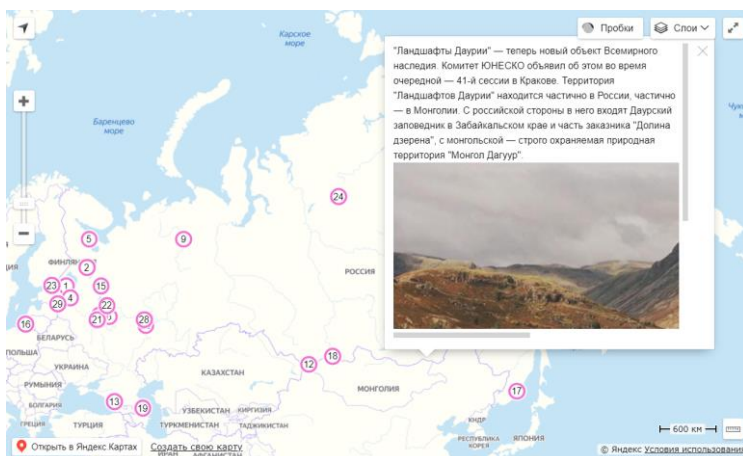 Карское
море
Пробки
Слои
"Ландшафты Даурии" — теперь новый объект Всемирного
наследия. Комитет ЮНЕСКО объявил об этом во время
очередной — 41-й сессии в Кракове. Территория
"Ландшафтов Даурии" находится частично в России, частично
— в Монголии. С российской стороны в него входят Даурский
заповедник в Забайкальском крае и часть заказника "Долина
дзерена", с монгольской — строго охраняемая природная
территория "Монгол Дагуур".
Баренцево
море
24
5
9
2
РОССИЯ
23
1
15
29
4
22
21
28
16
БЕЛАРУСЬ
ПОЛЬША
12
18
УКРАИНА
КАЗАХСТАН
РУМЫНИЯ
МОНГОЛИЯ
17
13
19
БОЛГАРИЯ
УЗБЕКИСТАН
КИРГИЗИЯ
ГРЕЦИЯ
ТУРЦИЯ
ТУРКМЕНИСТАН
ТАДЖИКИСТАН
КНДР
600 км
РЕСПУБЛИКА
КОРЕЯ
ЯПОНИЯ
Открыть в Яндекс Картах
Создать свою карту
© Яндекс Условия использования